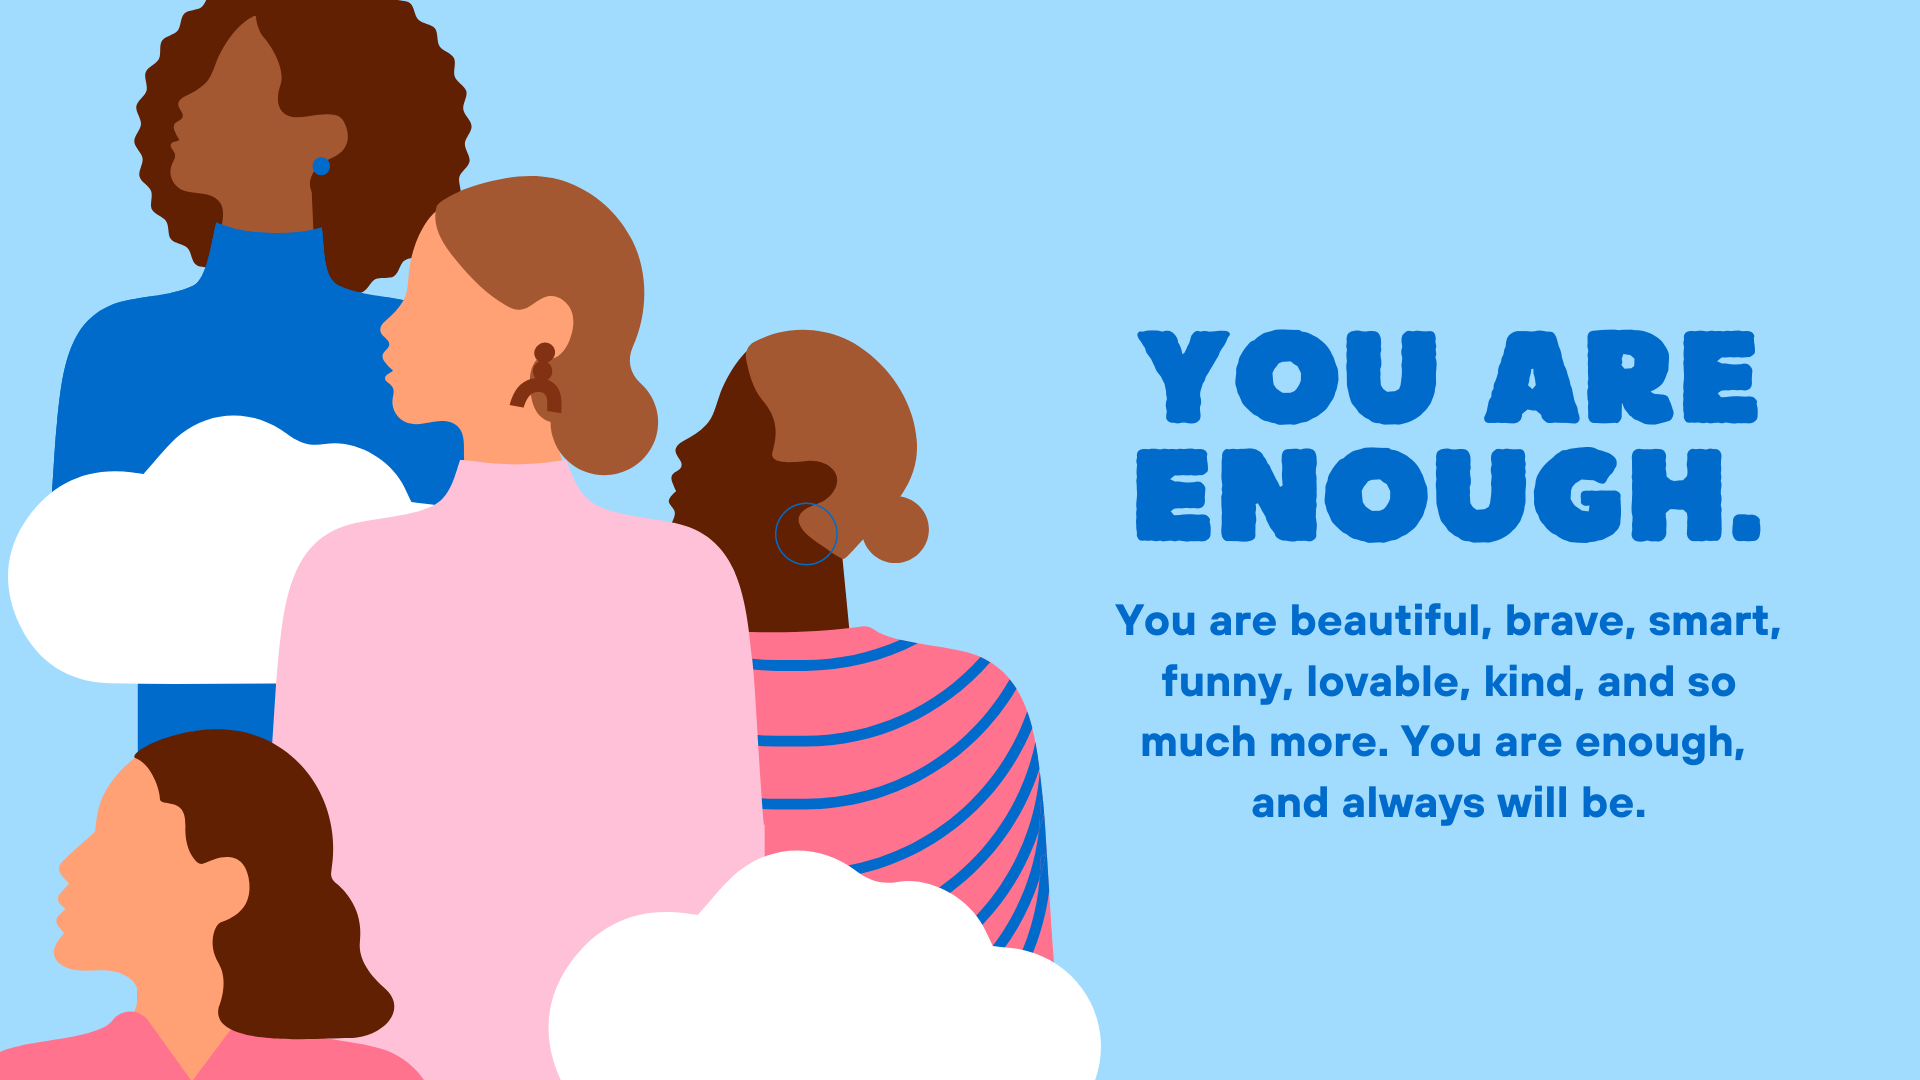 YOU ARE
ENOUGH.
You are beautiful, brave, smart,
funny, lovable, kind, and so
much more. You are enough,
and always will be.